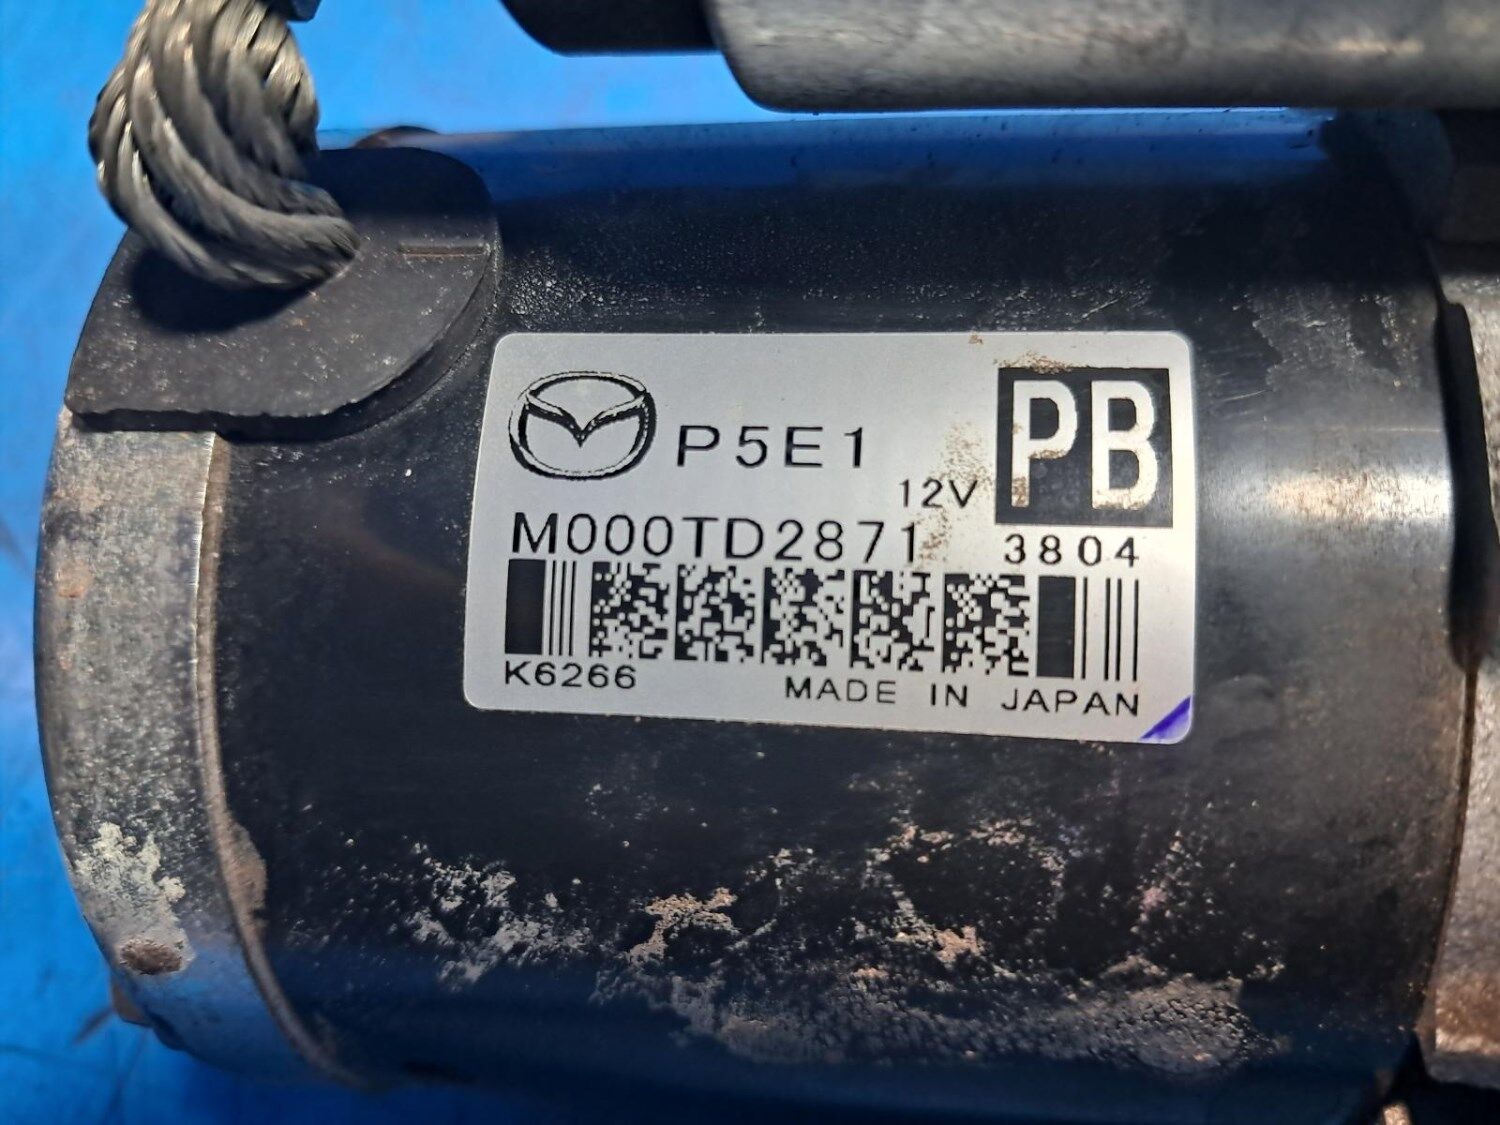 P5E1
PB
12V
M000TD2871
3804
K6266
MADE IN JAPAN